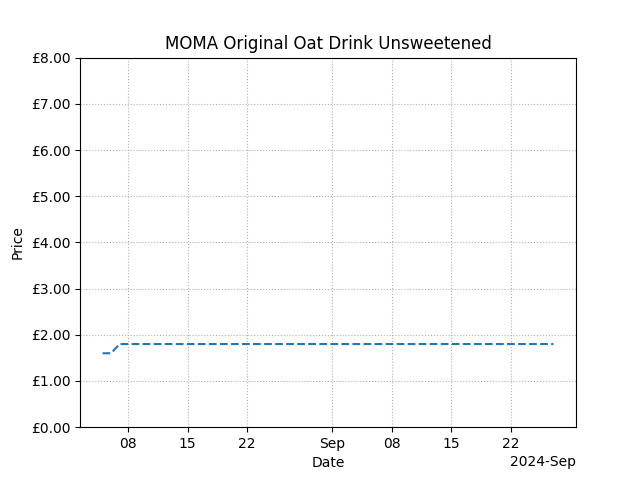 MOMA Original Oat Drink Unsweetened
£8.00
£7.00
£6.00
£5.00
£4.00
£3.00
£2.00
£1.00
£0.00
Price
08 15 22 Sep 08 15 22
Date
2024-Sep